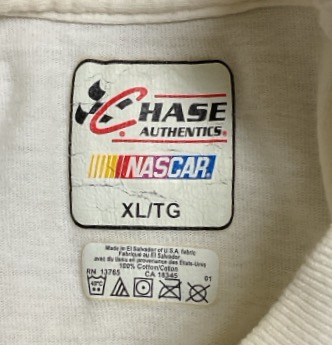 CHASE
AUTHENTICS®
NASCAR®
XL/TG
Made in El Salvador of U.S.A. fabric
Fabriqué au El Salvador
avec du tissu en provenance des États-Unis
100% Cotton/Coton
RN 13765 CA 18345 01
40°C